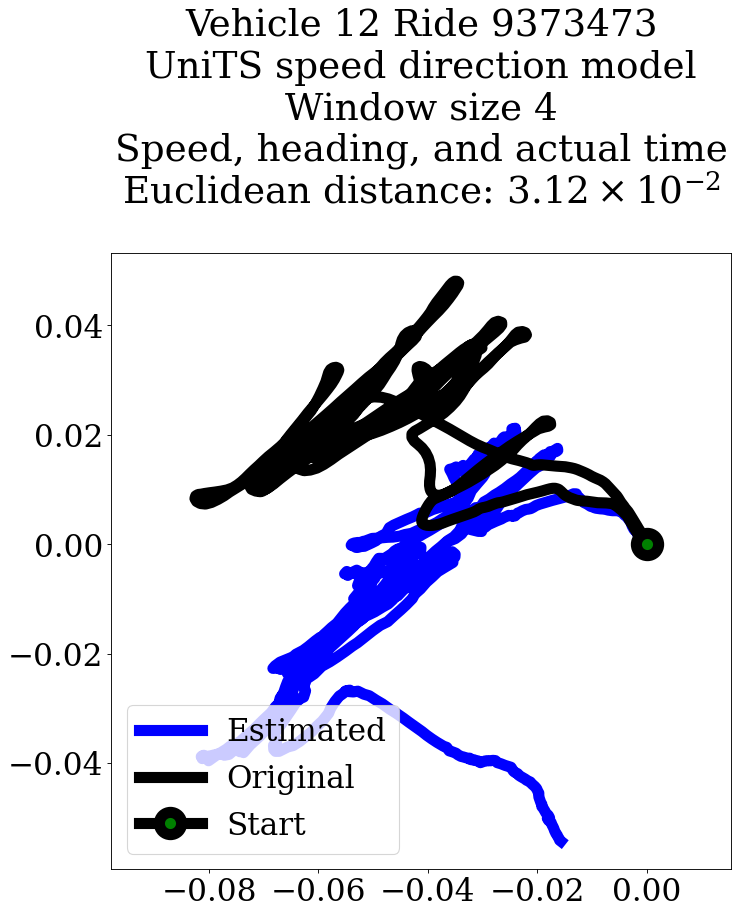 Vehicle 12 Ride 9373473
UniTS speed direction model
Window size 4
Speed, heading, and actual time
Euclidean distance: 3.12 × 10⁻²
0.04
0.02
0.00
−0.02
−0.04
Estimated
Original
Start
−0.08 −0.06 −0.04 −0.02 0.00